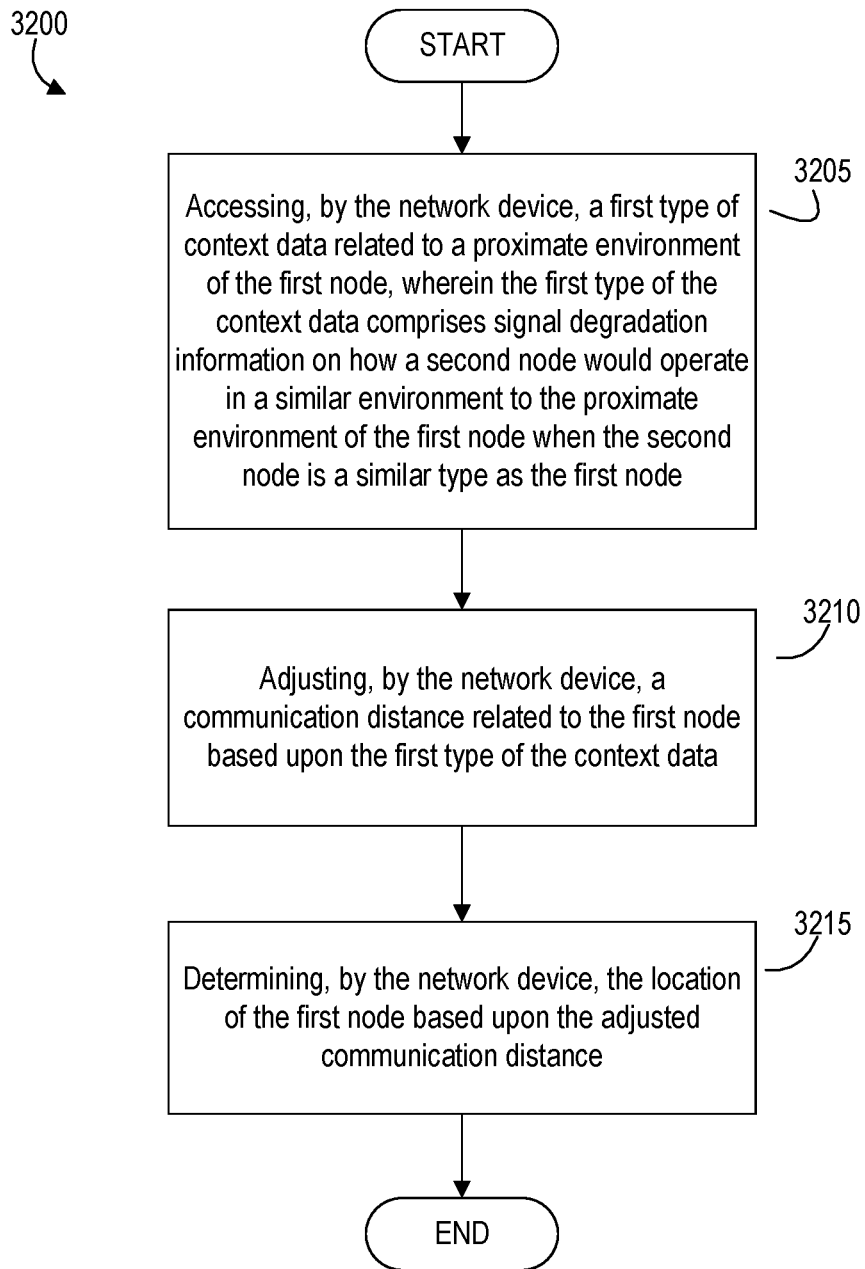 3200
START
3205
Accessing, by the network device, a first type of
context data related to a proximate environment
of the first node, wherein the first type of the
context data comprises signal degradation
information on how a second node would operate
in a similar environment to the proximate
environment of the first node when the second
node is a similar type as the first node
3210
Adjusting, by the network device, a
communication distance related to the first node
based upon the first type of the context data
3215
Determining, by the network device, the location
of the first node based upon the adjusted
communication distance
END